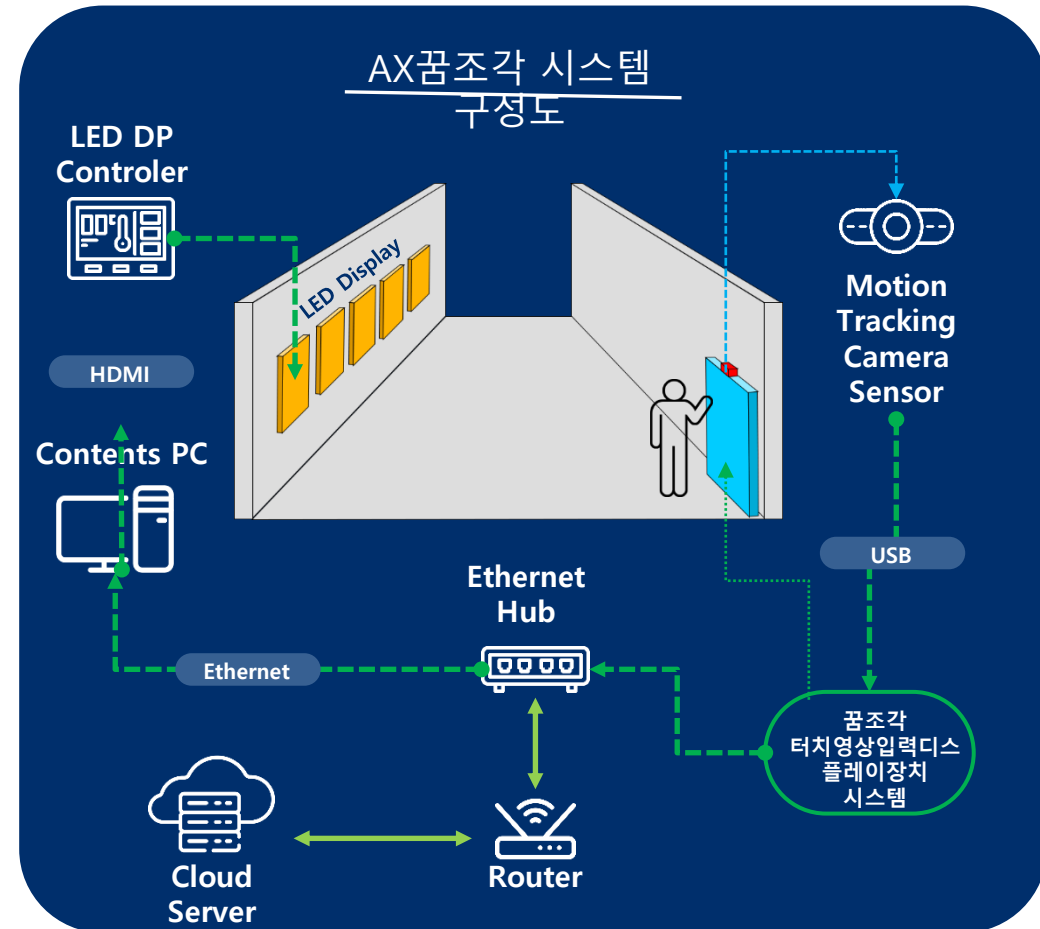 AX꿈조각 시스템
구성도
LED DP
Controler
LED Display
Motion
Tracking
Camera
Sensor
HDMI
Contents PC
USB
Ethernet
Hub
Ethernet
꿈조각
터치영상입력디스
플레이장치
시스템
Cloud
Server
Router